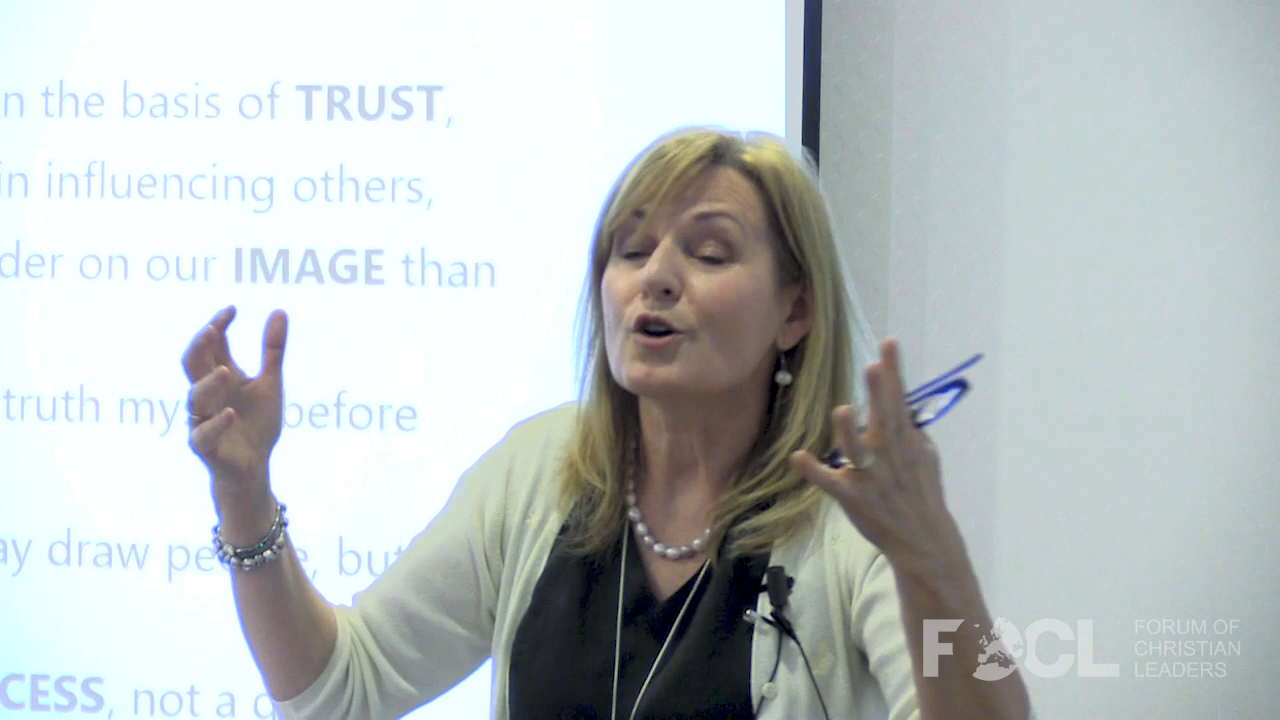 n the basis of TRUST,
in influencing others,
der on our IMAGE than
truth before
ay draw , but
CESS, not a
FOCL FORUM OF
CHRISTIAN
LEADERS